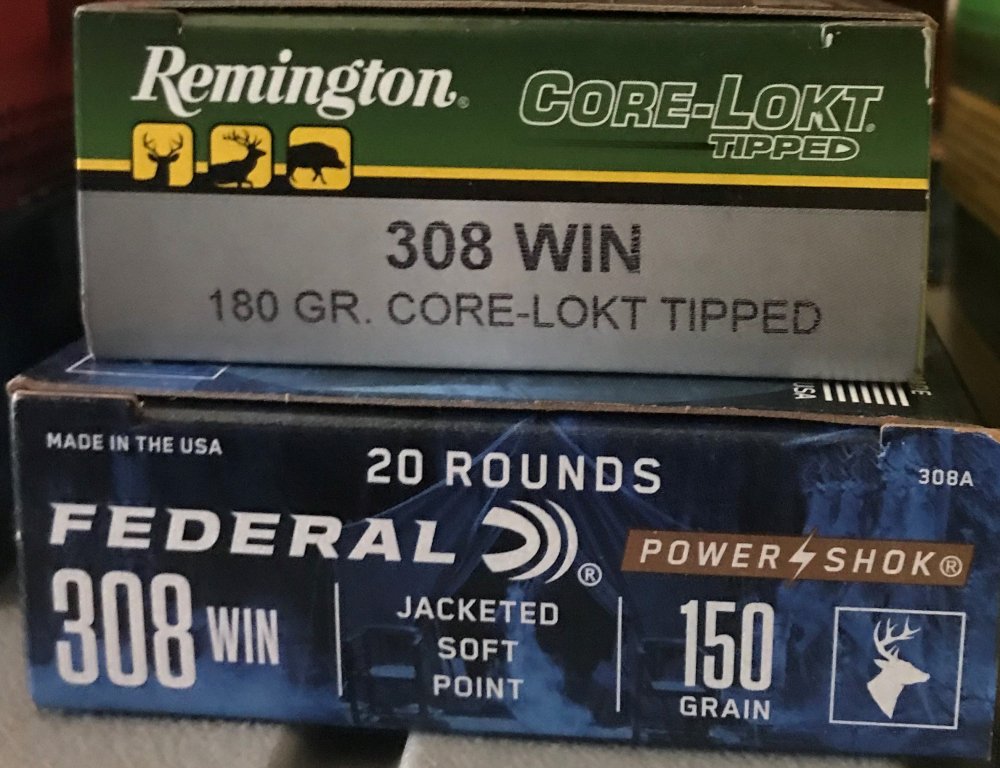 Remington®
CORE-LOKT®
TIPPED
308 WIN
180 GR. CORE-LOKT TIPPED
USA
MADE IN THE USA
20 ROUNDS
308A
FEDERAL ®
POWER SHOK®
308 WIN
JACKETED
SOFT
POINT
150
GRAIN